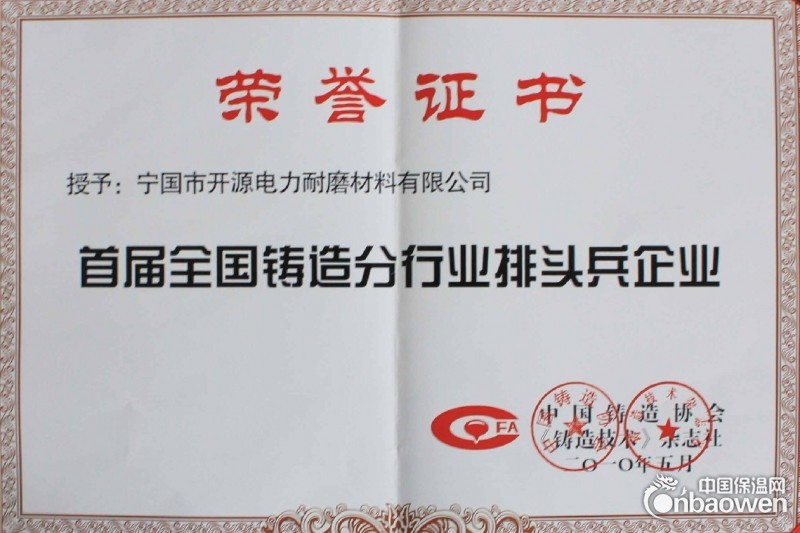 荣誉证书
授予：宁国市开源电力耐磨材料有限公司
首届全国铸造分行业排头兵企业
CFA
中国铸造协会
《铸造技术》杂志社
二〇一〇年五月
中国保温网
Cnbaowen